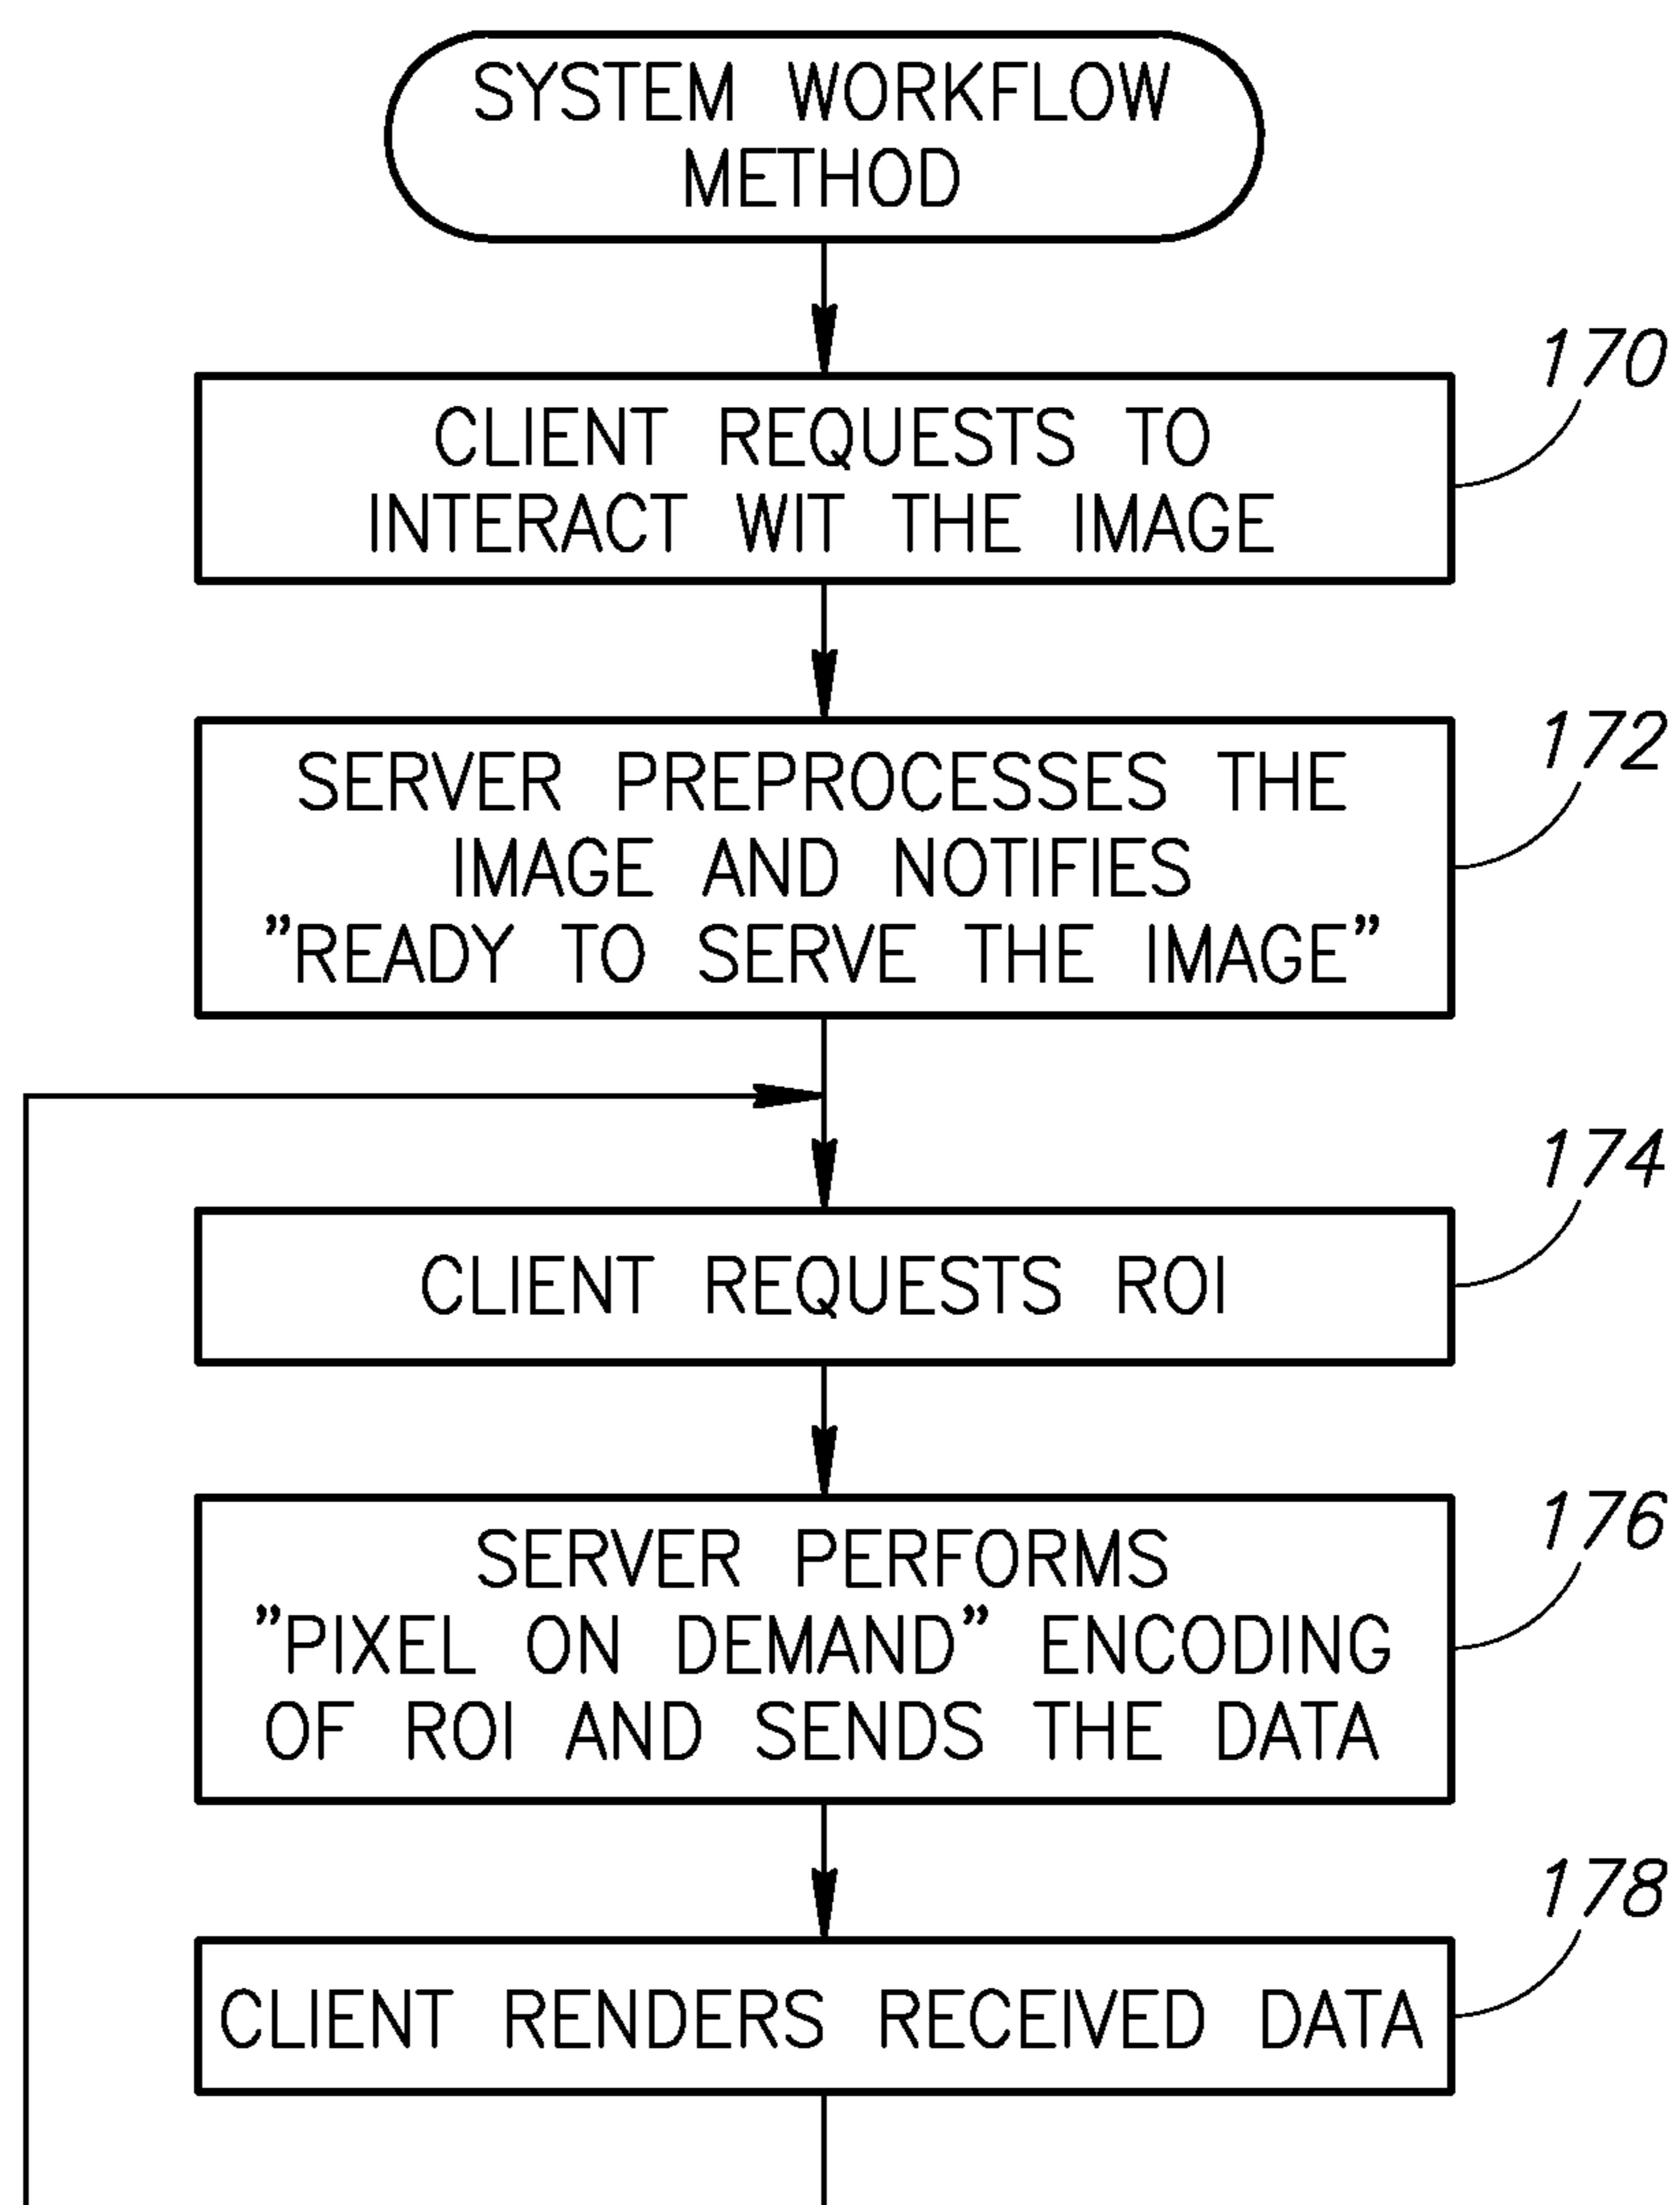 SYSTEM WORKFLOW
METHOD
170
CLIENT REQUESTS TO
INTERACT WIT THE IMAGE
172
SERVER PREPROCESSES THE
IMAGE AND NOTIFIES
”READY TO SERVE THE IMAGE”
174
CLIENT REQUESTS ROI
176
SERVER PERFORMS
”PIXEL ON DEMAND” ENCODING
OF ROI AND SENDS THE DATA
178
CLIENT RENDERS RECEIVED DATA